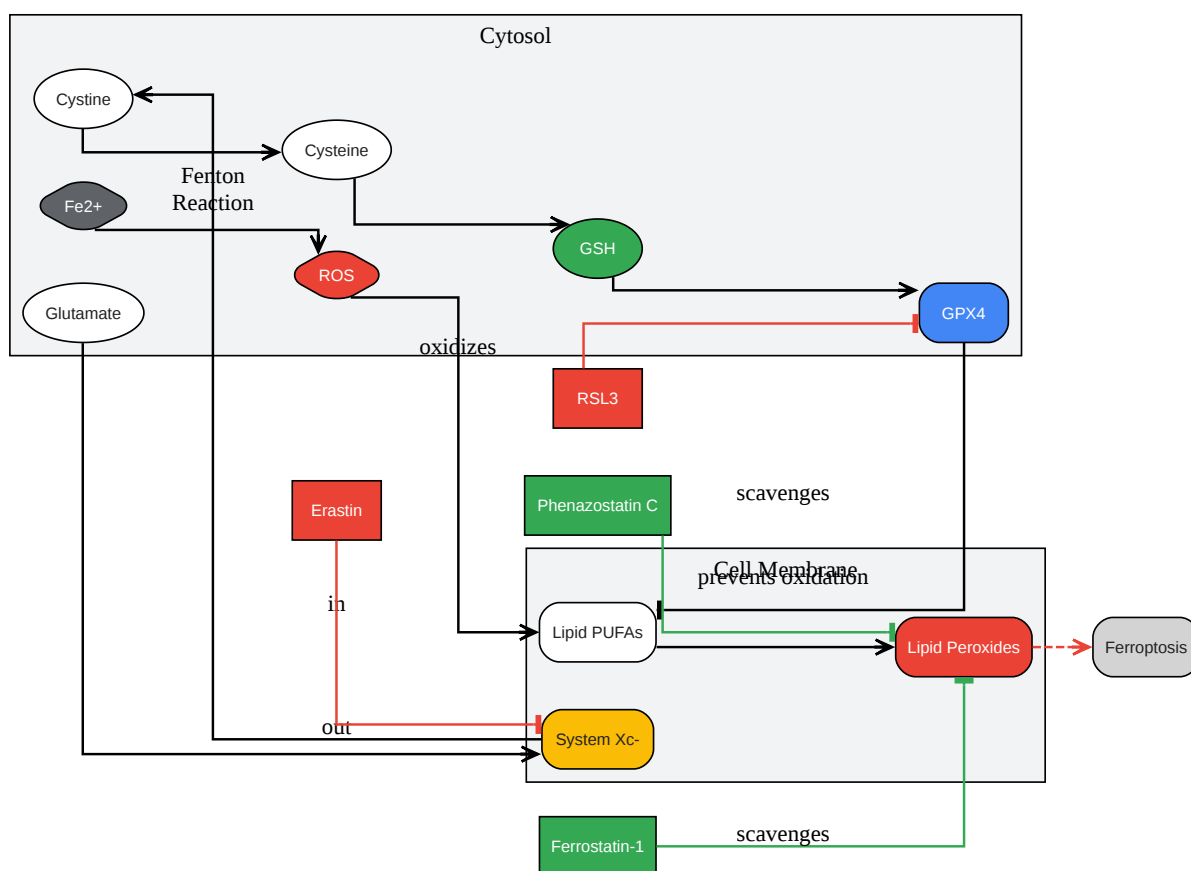 Cytosol
Cystine
Cysteine
Fenton
Reaction
Fe2+
GSH
ROS
Glutamate
GPX4
oxidizes
RSL3
scavenges
Phenazostatin C
Erastin
Cell Membrane
prevents oxidation
in
Lipid PUFAs
Lipid Peroxides
Ferroptosis
out
System Xc-
scavenges
Ferrostatin-1